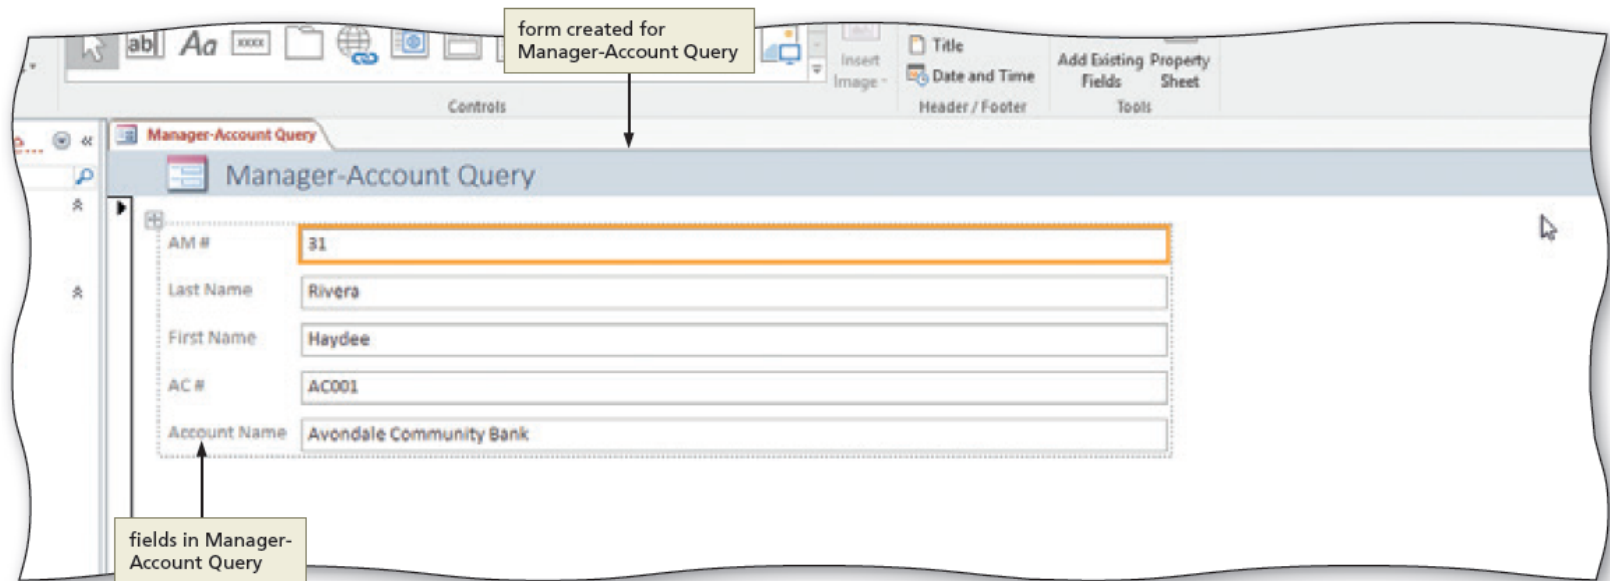 form created for
Manager-Account Query
ab|
Aa
xxxx
Insert
Image
Title
Date and Time
Add Existing
Fields
Property
Sheet
Controls
Header / Footer
Tools
Manager-Account Query
Manager-Account Query
AM #
31
Last Name
Rivera
First Name
Haydee
AC #
AC001
Account Name
Avondale Community Bank
fields in Manager-
Account Query